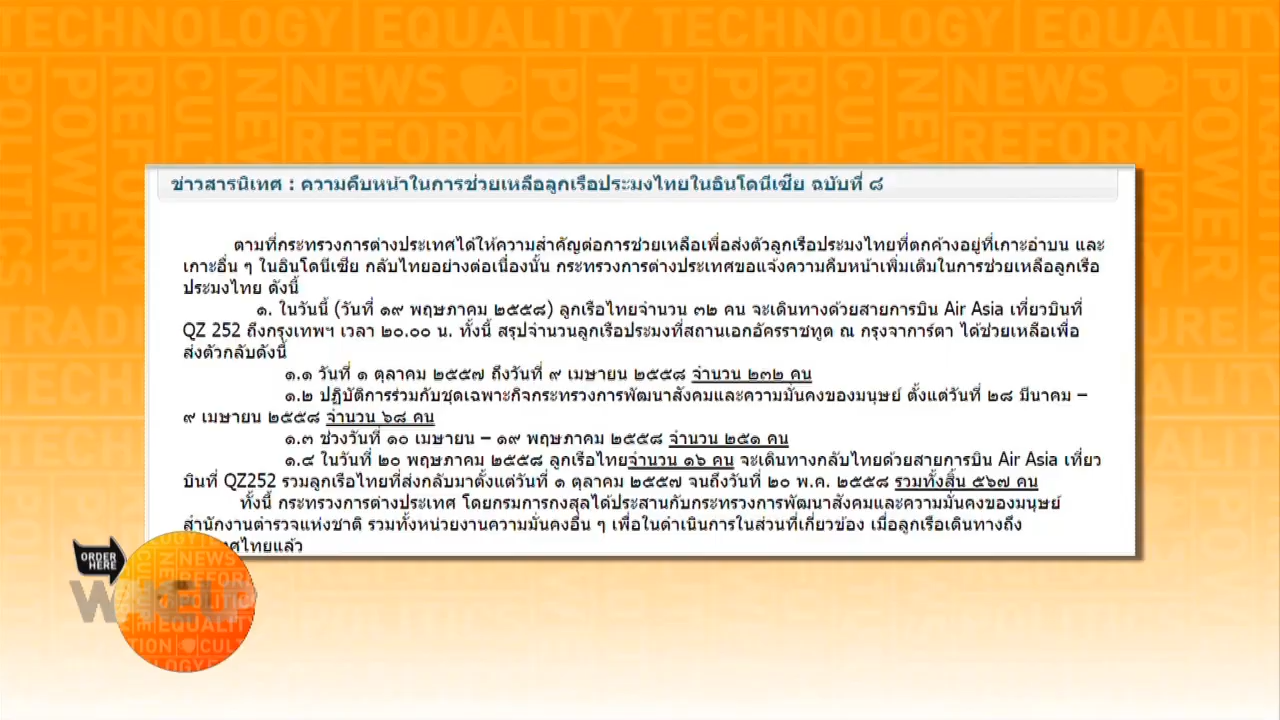 TECHNOLOGY EQUALITY TECHNOLOGY EQUALITY
POLITICS POWER REFORM CULT NEWS NEWS
REFORM REFORM
ข่าวสารนิเทศ : ความคืบหน้าในการช่วยเหลือลูกเรือประมงไทยในอินโดนีเซีย ฉบับที่ ๘
ตามที่กระทรวงการต่างประเทศได้ให้ความสำคัญต่อการช่วยเหลือเพื่อส่งตัวลูกเรือประมงไทยที่ตกค้างอยู่ที่เกาะอำบน และ
เกาะอื่น ๆ ในอินโดนีเซีย กลับไทยอย่างต่อเนื่องนั้น กระทรวงการต่างประเทศขอแจ้งความคืบหน้าเพิ่มเติมในการช่วยเหลือลูกเรือ
ประมงไทย ดังนี้
๑. ในวันนี้ (วันที่ ๑๙ พฤษภาคม ๒๕๕๘) ลูกเรือไทยจำนวน ๓๒ คน จะเดินทางด้วยสายการบิน Air Asia เที่ยวบินที่
QZ 252 ถึงกรุงเทพฯ เวลา ๒๐.๐๐ น. ทั้งนี้ สรุปจำนวนลูกเรือประมงที่สถานเอกอัครราชทูต ณ กรุงจาการ์ตา ได้ช่วยเหลือเพื่อ
ส่งตัวกลับดังนี้
๑.๑ วันที่ ๑ ตุลาคม ๒๕๕๗ ถึงวันที่ ๙ เมษายน ๒๕๕๘ จำนวน ๒๓๒ คน
๑.๒ ปฏิบัติการร่วมกับชุดเฉพาะกิจกระทรวงการพัฒนาสังคมและความมั่นคงของมนุษย์ ตั้งแต่วันที่ ๒๘ มีนาคม –
๙ เมษายน ๒๕๕๘ จำนวน ๖๘ คน
๑.๓ ช่วงวันที่ ๑๐ เมษายน – ๑๙ พฤษภาคม ๒๕๕๘ จำนวน ๒๕๑ คน
๑.๔ ในวันที่ ๒๐ พฤษภาคม ๒๕๕๘ ลูกเรือไทยจำนวน ๑๖ คน จะเดินทางกลับไทยด้วยสายการบิน Air Asia เที่ยว
บินที่ QZ252 รวมลูกเรือไทยที่ส่งกลับมาตั้งแต่วันที่ ๑ ตุลาคม ๒๕๕๗ จนถึงวันที่ ๒๐ พ.ค. ๒๕๕๘ รวมทั้งสิ้น ๕๖๗ คน
ทั้งนี้ กระทรวงการต่างประเทศ โดยกรมการกงสุลได้ประสานกับกระทรวงการพัฒนาสังคมและความมั่นคงของมนุษย์
สำนักงานตำรวจแห่งชาติ รวมทั้งหน่วยงานความมั่นคงอื่น ๆ เพื่อในดำเนินการในส่วนที่เกี่ยวข้อง เมื่อลูกเรือเดินทางถึง
ศไทยแล้ว
ORDER
HERE